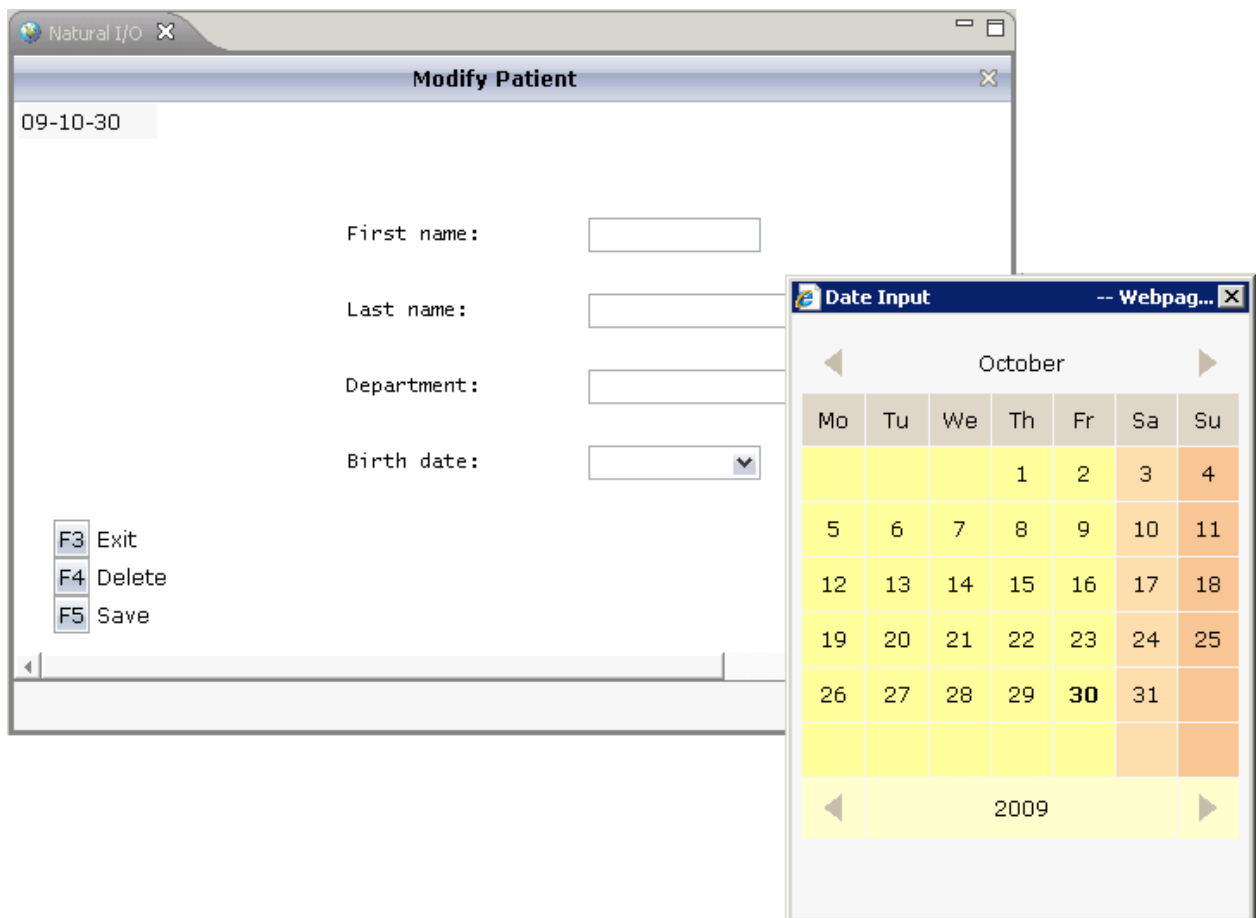 Natural I/O
Modify Patient
09-10-30
First name:
Last name:
Department:
Birth date:
F3 Exit
F4 Delete
F5 Save
Date Input -- Webpag...
October
Mo Tu We Th Fr Sa Su
1 2 3 4
5 6 7 8 9 10 11
12 13 14 15 16 17 18
19 20 21 22 23 24 25
26 27 28 29 30 31
2009